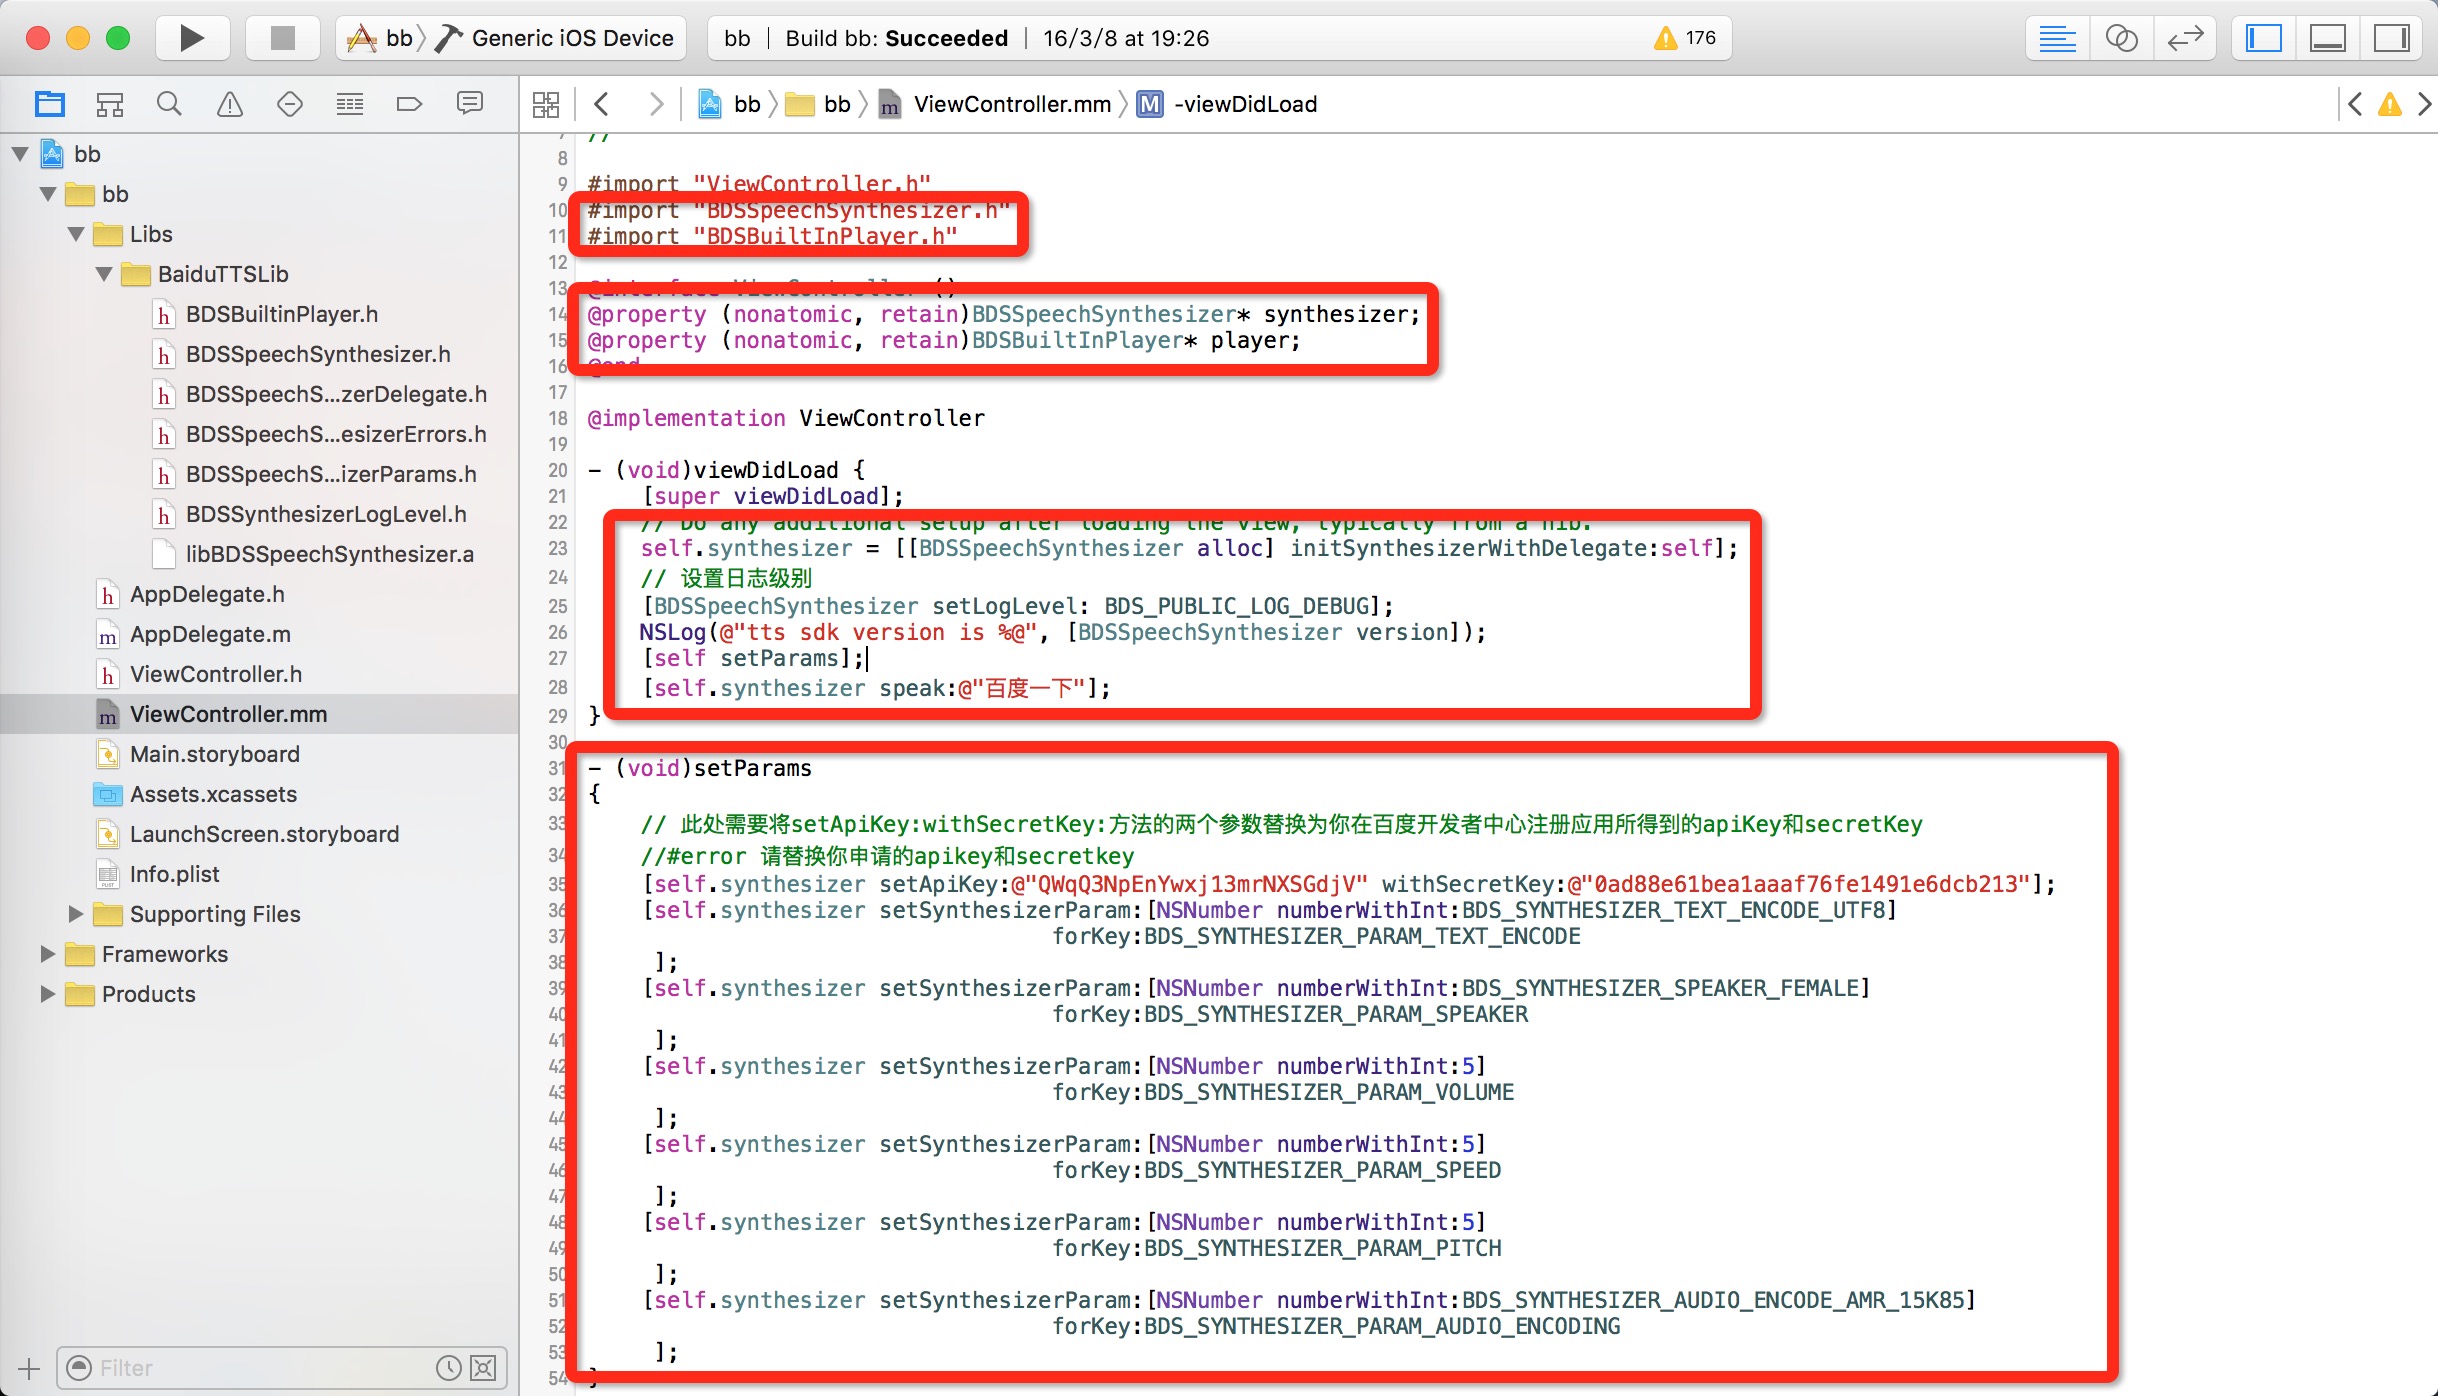 bb Generic iOS Device
bb Build bb: Succeeded 16/3/8 at 19:26 176
bb bb ViewController.mm M -viewDidLoad
bb
bb
Libs
BaiduTTSLib
BDSBuiltinPlayer.h
BDSSpeechSynthesizer.h
BDSSpeechS...zerDelegate.h
BDSSpeechS...esizerErrors.h
BDSSpeechS...izerParams.h
BDSSynthesizerLogLevel.h
libBDSSpeechSynthesizer.a
AppDelegate.h
AppDelegate.m
ViewController.h
ViewController.mm
Main.storyboard
Assets.xcassets
LaunchScreen.storyboard
Info.plist
Supporting Files
Frameworks
Products
Filter
7 //
8
9 #import "ViewController.h"
10 #import "BDSSpeechSynthesizer.h"
11 #import "BDSBuiltInPlayer.h"
12
13 @interface ViewController ()
14 @property (nonatomic, retain)BDSSpeechSynthesizer* synthesizer;
15 @property (nonatomic, retain)BDSBuiltInPlayer* player;
16 @end
17
18 @implementation ViewController
19
20 - (void)viewDidLoad {
21 [super viewDidLoad];
22 // Do any additional setup after loading the view, typically from a nib.
23 self.synthesizer = [[BDSSpeechSynthesizer alloc] initSynthesizerWithDelegate:self];
24 // 设置日志级别
25 [BDSSpeechSynthesizer setLogLevel: BDS_PUBLIC_LOG_DEBUG];
26 NSLog(@"tts sdk version is %@", [BDSSpeechSynthesizer version]);
27 [self setParams];
28 [self.synthesizer speak:@"百度一下"];
29 }
30
31 - (void)setParams
32 {
33 // 此处需要将setApiKey:withSecretKey:方法的两个参数替换为你在百度开发者中心注册应用所得到的apiKey和secretKey
34 //#error 请替换你申请的apikey和secretkey
35 [self.synthesizer setApiKey:@"QWqQ3NpEnYwxj13mrNXSGdjV" withSecretKey:@"0ad88e61bea1aaaf76fe1491e6dcb213"];
36 [self.synthesizer setSynthesizerParam:[NSNumber numberWithInt:BDS_SYNTHESIZER_TEXT_ENCODE_UTF8]
37 forKey:BDS_SYNTHESIZER_PARAM_TEXT_ENCODE
38 ];
39 [self.synthesizer setSynthesizerParam:[NSNumber numberWithInt:BDS_SYNTHESIZER_SPEAKER_FEMALE]
40 forKey:BDS_SYNTHESIZER_PARAM_SPEAKER
41 ];
42 [self.synthesizer setSynthesizerParam:[NSNumber numberWithInt:5]
43 forKey:BDS_SYNTHESIZER_PARAM_VOLUME
44 ];
45 [self.synthesizer setSynthesizerParam:[NSNumber numberWithInt:5]
46 forKey:BDS_SYNTHESIZER_PARAM_SPEED
47 ];
48 [self.synthesizer setSynthesizerParam:[NSNumber numberWithInt:5]
49 forKey:BDS_SYNTHESIZER_PARAM_PITCH
50 ];
51 [self.synthesizer setSynthesizerParam:[NSNumber numberWithInt:BDS_SYNTHESIZER_AUDIO_ENCODE_AMR_15K85]
52 forKey:BDS_SYNTHESIZER_PARAM_AUDIO_ENCODING
53 ];
54 }